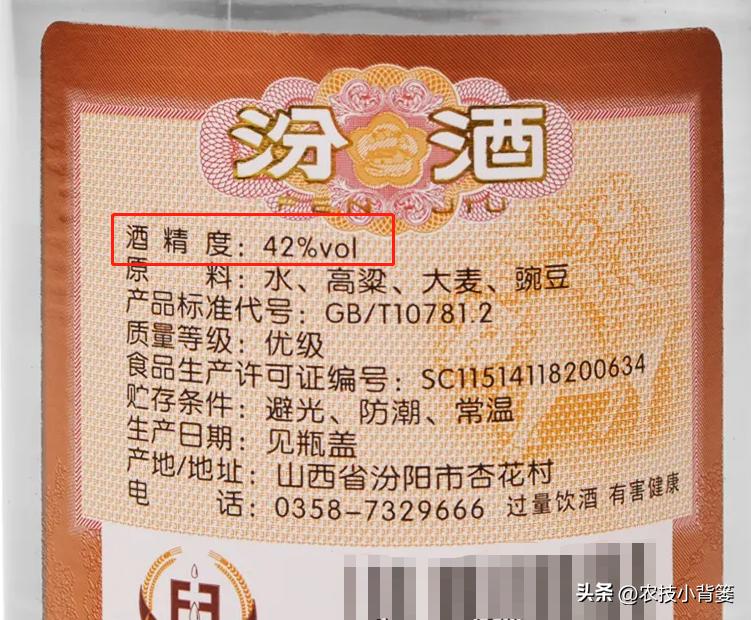 汾酒
FEN JIU
酒精度：42%vol
原料：水、高粱、大麦、豌豆
产品标准代号：GB/T10781.2
质量等级：优级
食品生产许可证编号：SC11514118200634
贮存条件：避光、防潮、常温
生产日期：见瓶盖
产地/地址：山西省汾阳市杏花村
电话：0358-7329666 过量饮酒 有害健康
头条 @农技小背篓